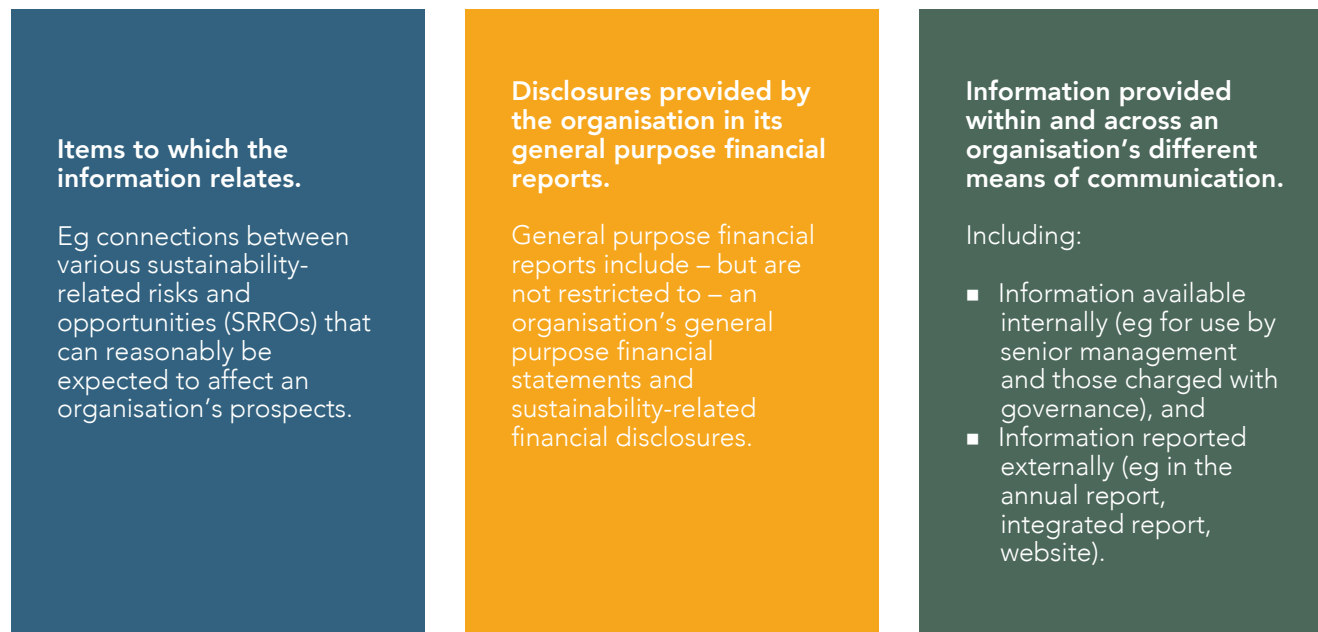 Items to which the
information relates.
Eg connections between
various sustainability-
related risks and
opportunities (SRROs) that
can reasonably be
expected to affect an
organisation's prospects.
Disclosures provided by
the organisation in its
general purpose financial
reports.
General purpose financial
reports include – but are
not restricted to – an
organisation's general
purpose financial
statements and
sustainability-related
financial disclosures.
Information provided
within and across an
organisation's different
means of communication.
Including:
▪ Information available
internally (eg for use by
senior management
and those charged with
governance), and
▪ Information reported
externally (eg in the
annual report,
integrated report,
website).